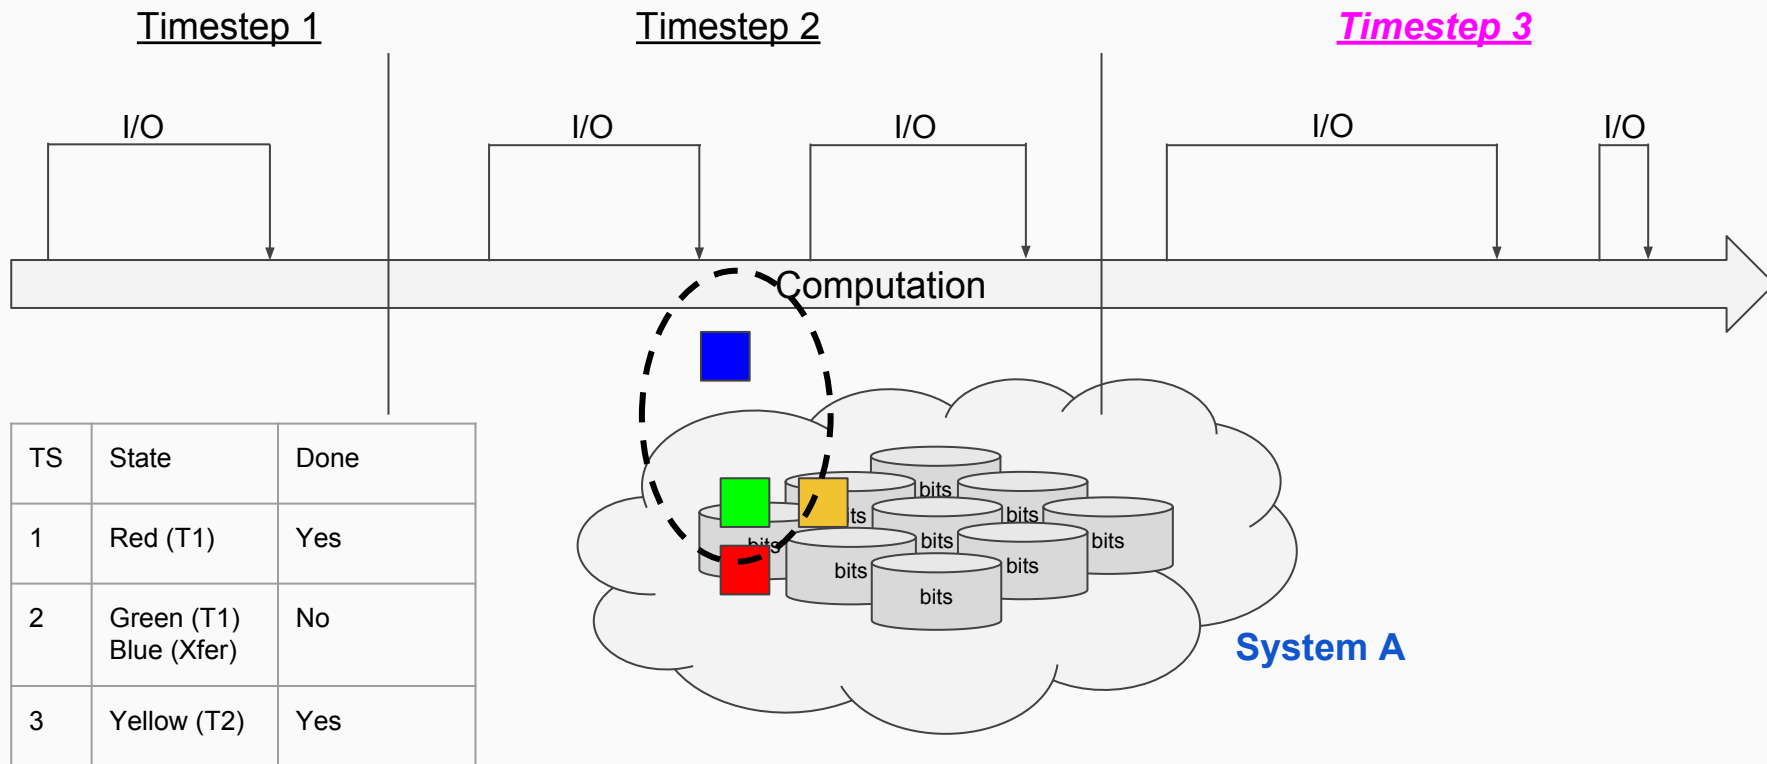 Timestep 1
Timestep 2
Timestep 3
I/O
I/O
I/O
I/O
I/O
Computation
TS
State
Done
1
Red (T1)
Yes
2
Green (T1)
Blue (Xfer)
No
3
Yellow (T2)
Yes
bits
bits
bits
bits
bits
bits
bits
bits
System A